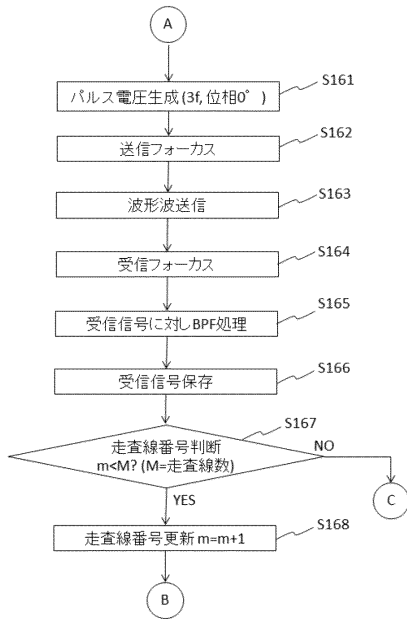 A
S161
パルス電圧生成(3f, 位相0°)
S162
送信フォーカス
S163
波形波送信
S164
受信フォーカス
S165
受信信号に対しBPF処理
S166
受信信号保存
S167
走査線番号判断
m<M? (M=走査線数)
NO
C
YES
S168
走査線番号更新 m=m+1
B